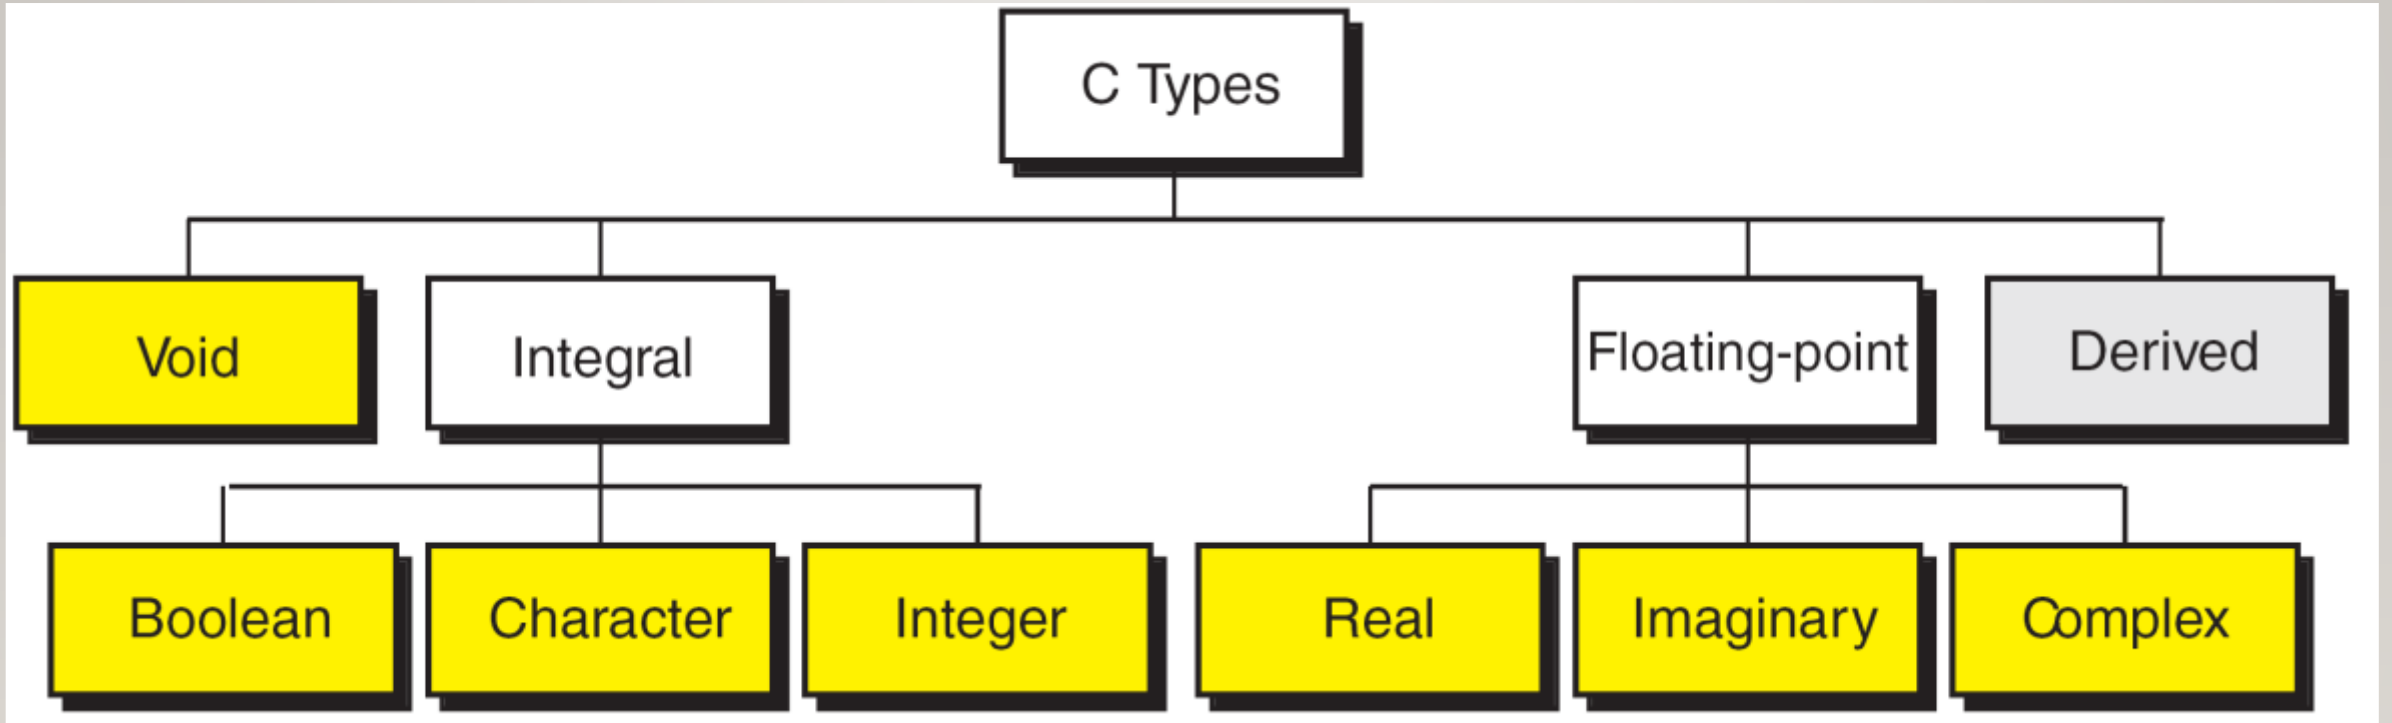 C Types
Void
Integral
Floating-point
Derived
Boolean
Character
Integer
Real
Imaginary
Complex